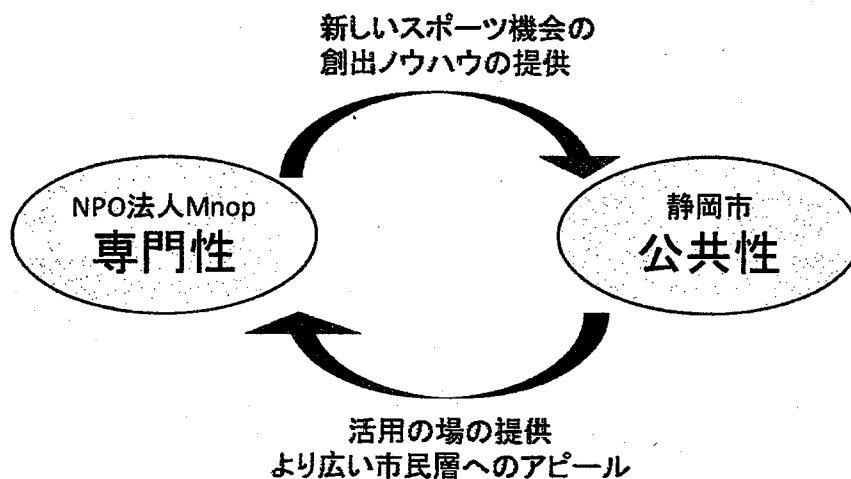 新しいスポーツ機会の
創出ノウハウの提供
NPO法人Mnop
専門性
静岡市
公共性
活用の場の提供
より広い市民層へのアピール